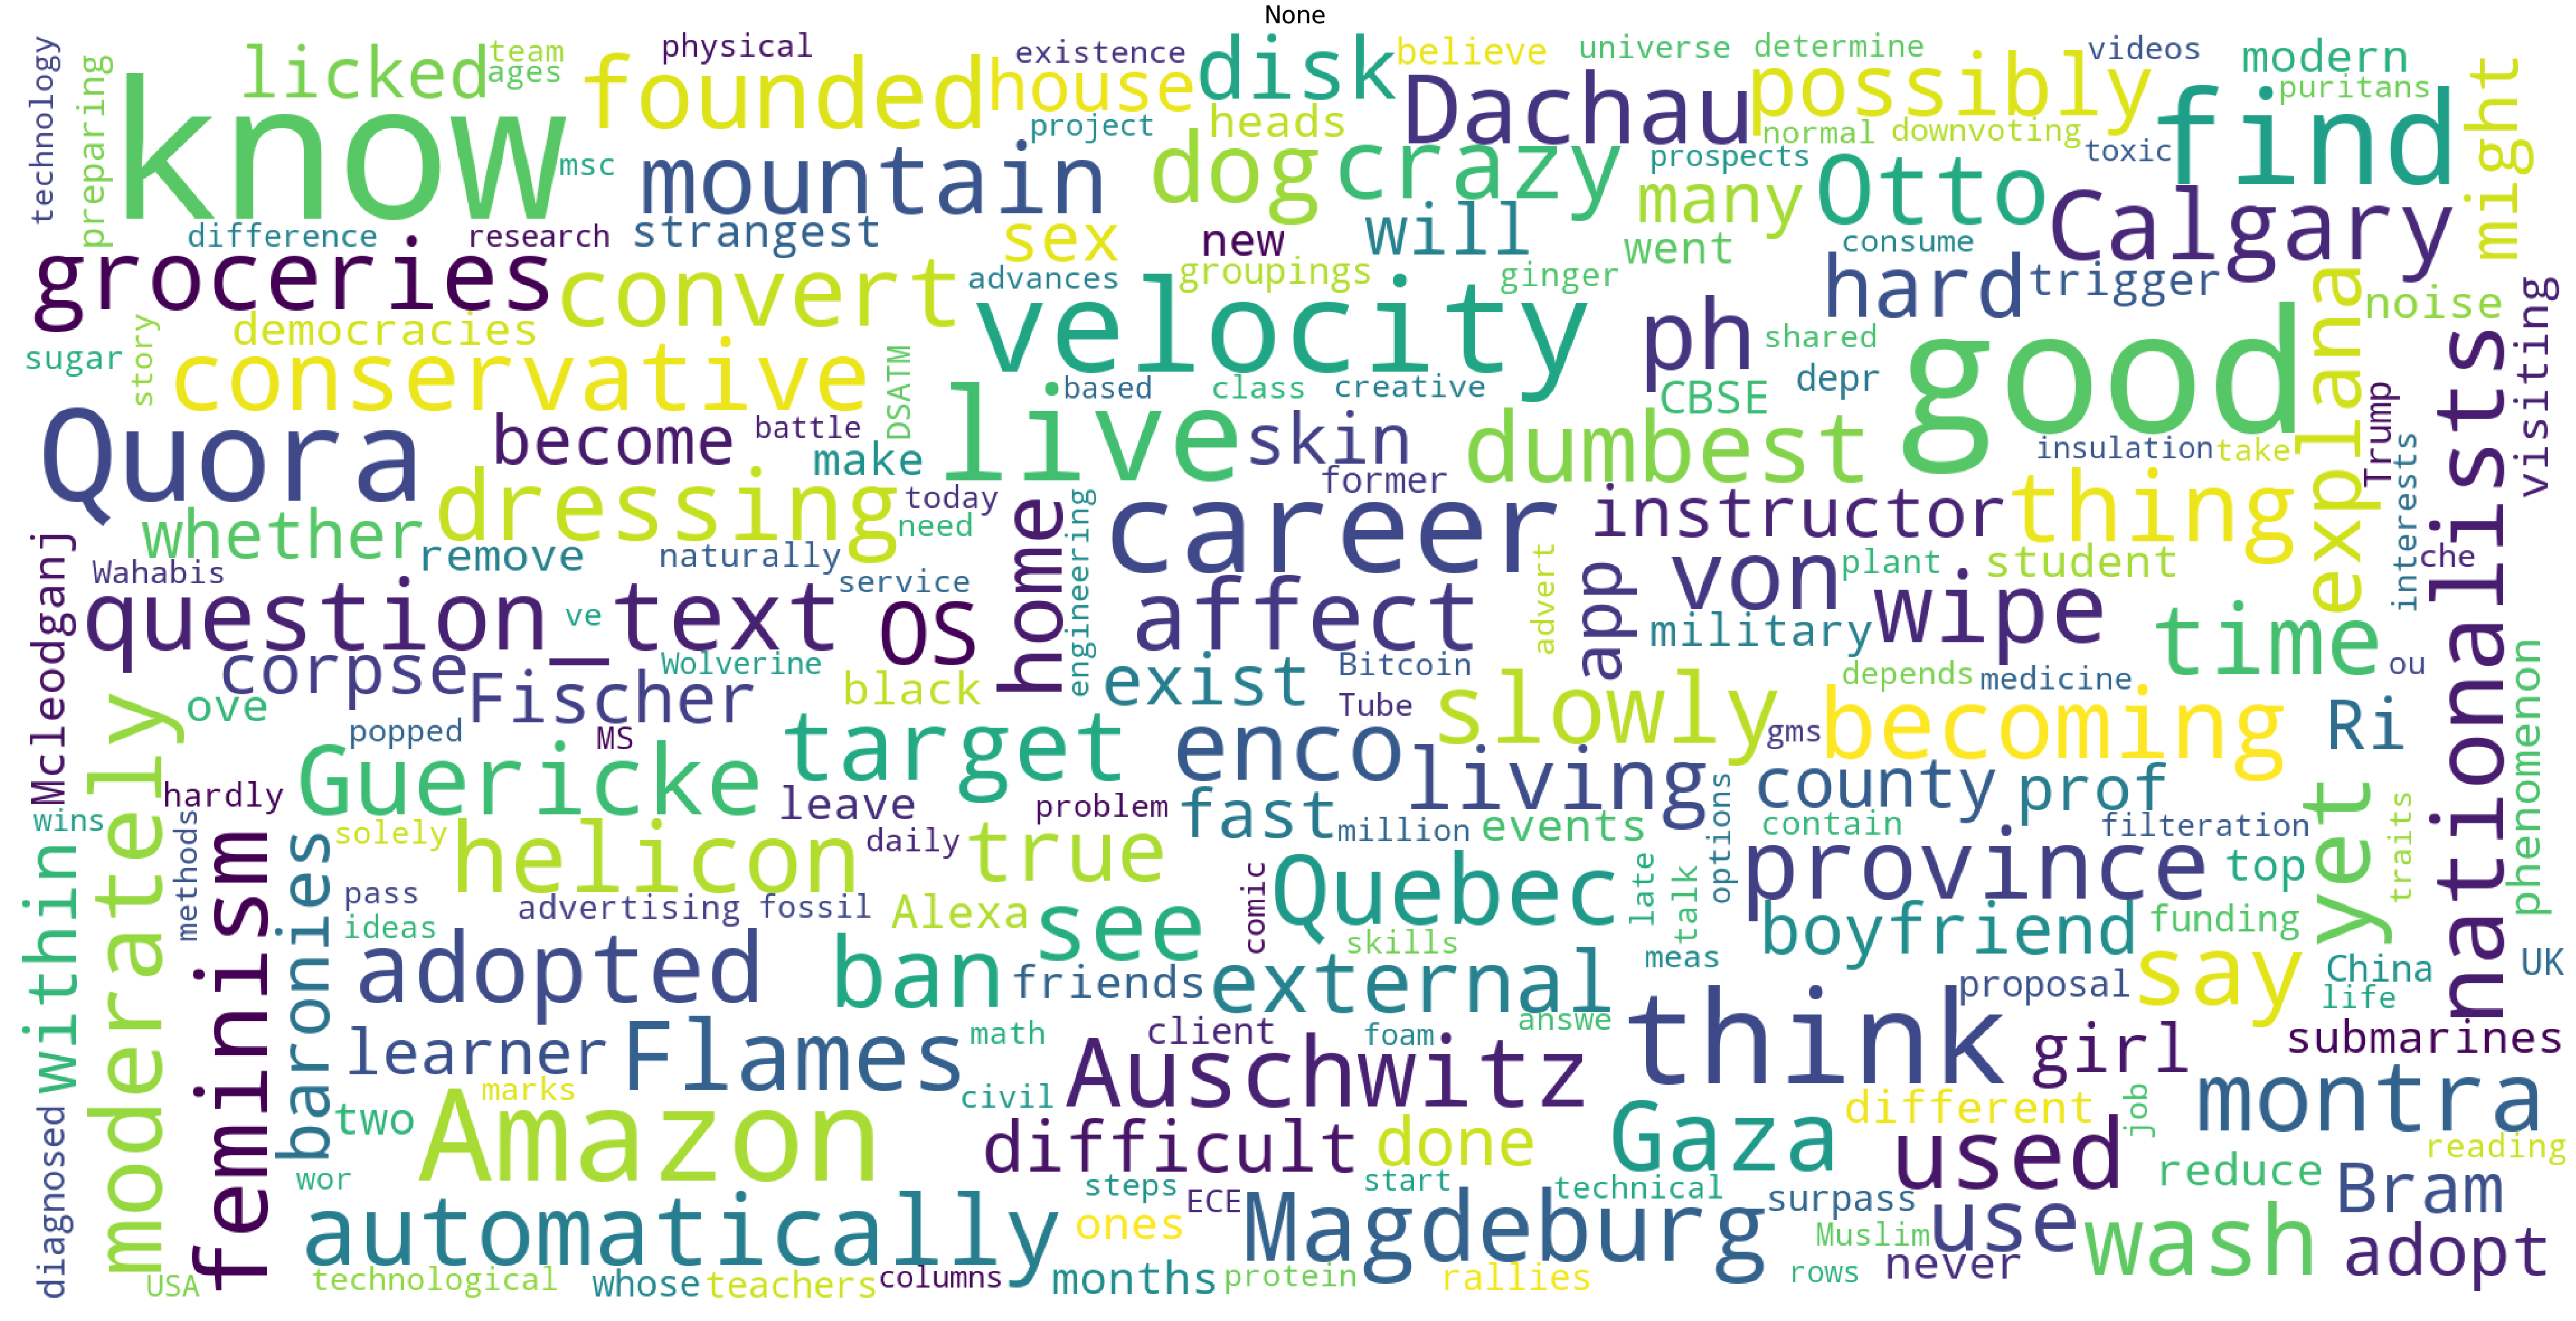 None
technology
preparing
know
licked
team
ages
founded
physical
existence
house
disk
believe
universe
determine
videos
modern
puritans
might
possibly
Dachau
find
project
heads
dog
crazy
normal
downvoting
toxic
prospects
msc
mountain
many
Otto
Calgary
difference
research
strangest
sex
new
will
went
consume
groceries
convert
advances
groupings
ginger
hard
trigger
noise
visiting
explana
velocity
ph
shared
good
democracies
story
sugar
conservative
DSATM
based
class
creative
CBSE
depr
nationalists
Trump
Quora
become
battle
make
live
skin
dumbest
insulation
take
interests
dressing
today
need
former
career
instructor
thing
whether
remove
naturally
home
engineering
Mcleodganj
Wahabis
service
advert
app
von
plant
student
che
question_text
ve
OS
affect
military
wipe
time
ou
corpse
Wolverine
Fischer
black
exist
Bitcoin
Tube
slowly
depends
medicine
phenomenon
moderately
ove
popped
MS
target
enco
gms
becoming
Ri
Guericke
living
options
county
prof
yet
hardly
leave
problem
fast
million
events
contain
filteration
traits
wins
within
methods
feminism
baronies
solely
helicon
daily
true
comic
Quebec
late
talk
province
top
pass
ideas
advertising
fossil
Alexa
see
skills
boyfriend
funding
adopted
ban
friends
external
meas
proposal
say
China
life
UK
learner
Flames
math
client
foam
answe
think
girl
submarines
Auschwitz
diagnosed
two
marks
Amazon
civil
difficult
done
Gaza
different
used
job
montra
reading
wor
automatically
steps
ECE
start
technical
surpass
reduce
Bram
ones
Magdeburg
Muslim
use
wash
adopt
USA
technological
whose
teachers
columns
months
protein
rallies
rows
never